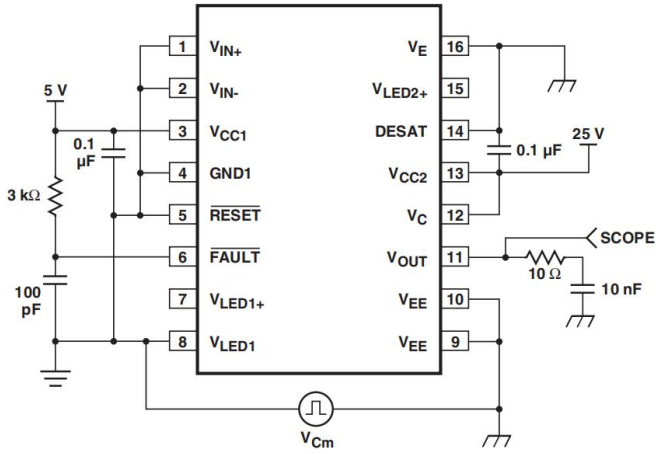 1 V_IN+ V_E 16
2 V_IN- V_LED2+ 15
5 V
3 V_CC1 DESAT 14
0.1 µF
0.1 µF
25 V
4 GND1 V_CC2 13
3 kΩ
5 R̅E̅S̅E̅T̅ V_C 12
6 F̅A̅U̅L̅T̅ V_OUT 11
SCOPE
10 Ω
10 nF
100 pF
7 V_LED1+ V_EE 10
8 V_LED1 V_EE 9
V_Cm